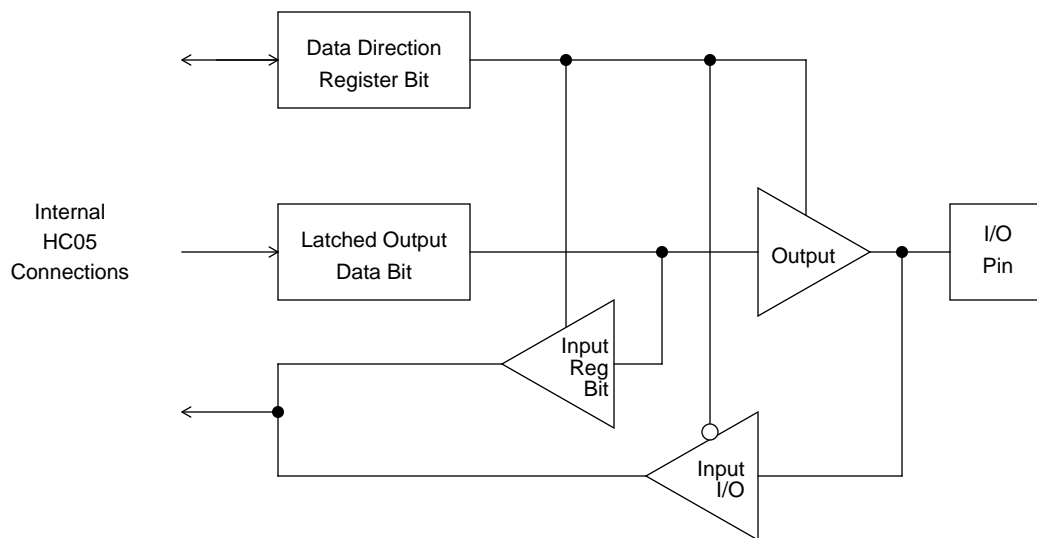 Data Direction
Register Bit
Internal
HC05
Connections
Latched Output
Data Bit
Output
I/O
Pin
Input
Reg
Bit
Input
I/O